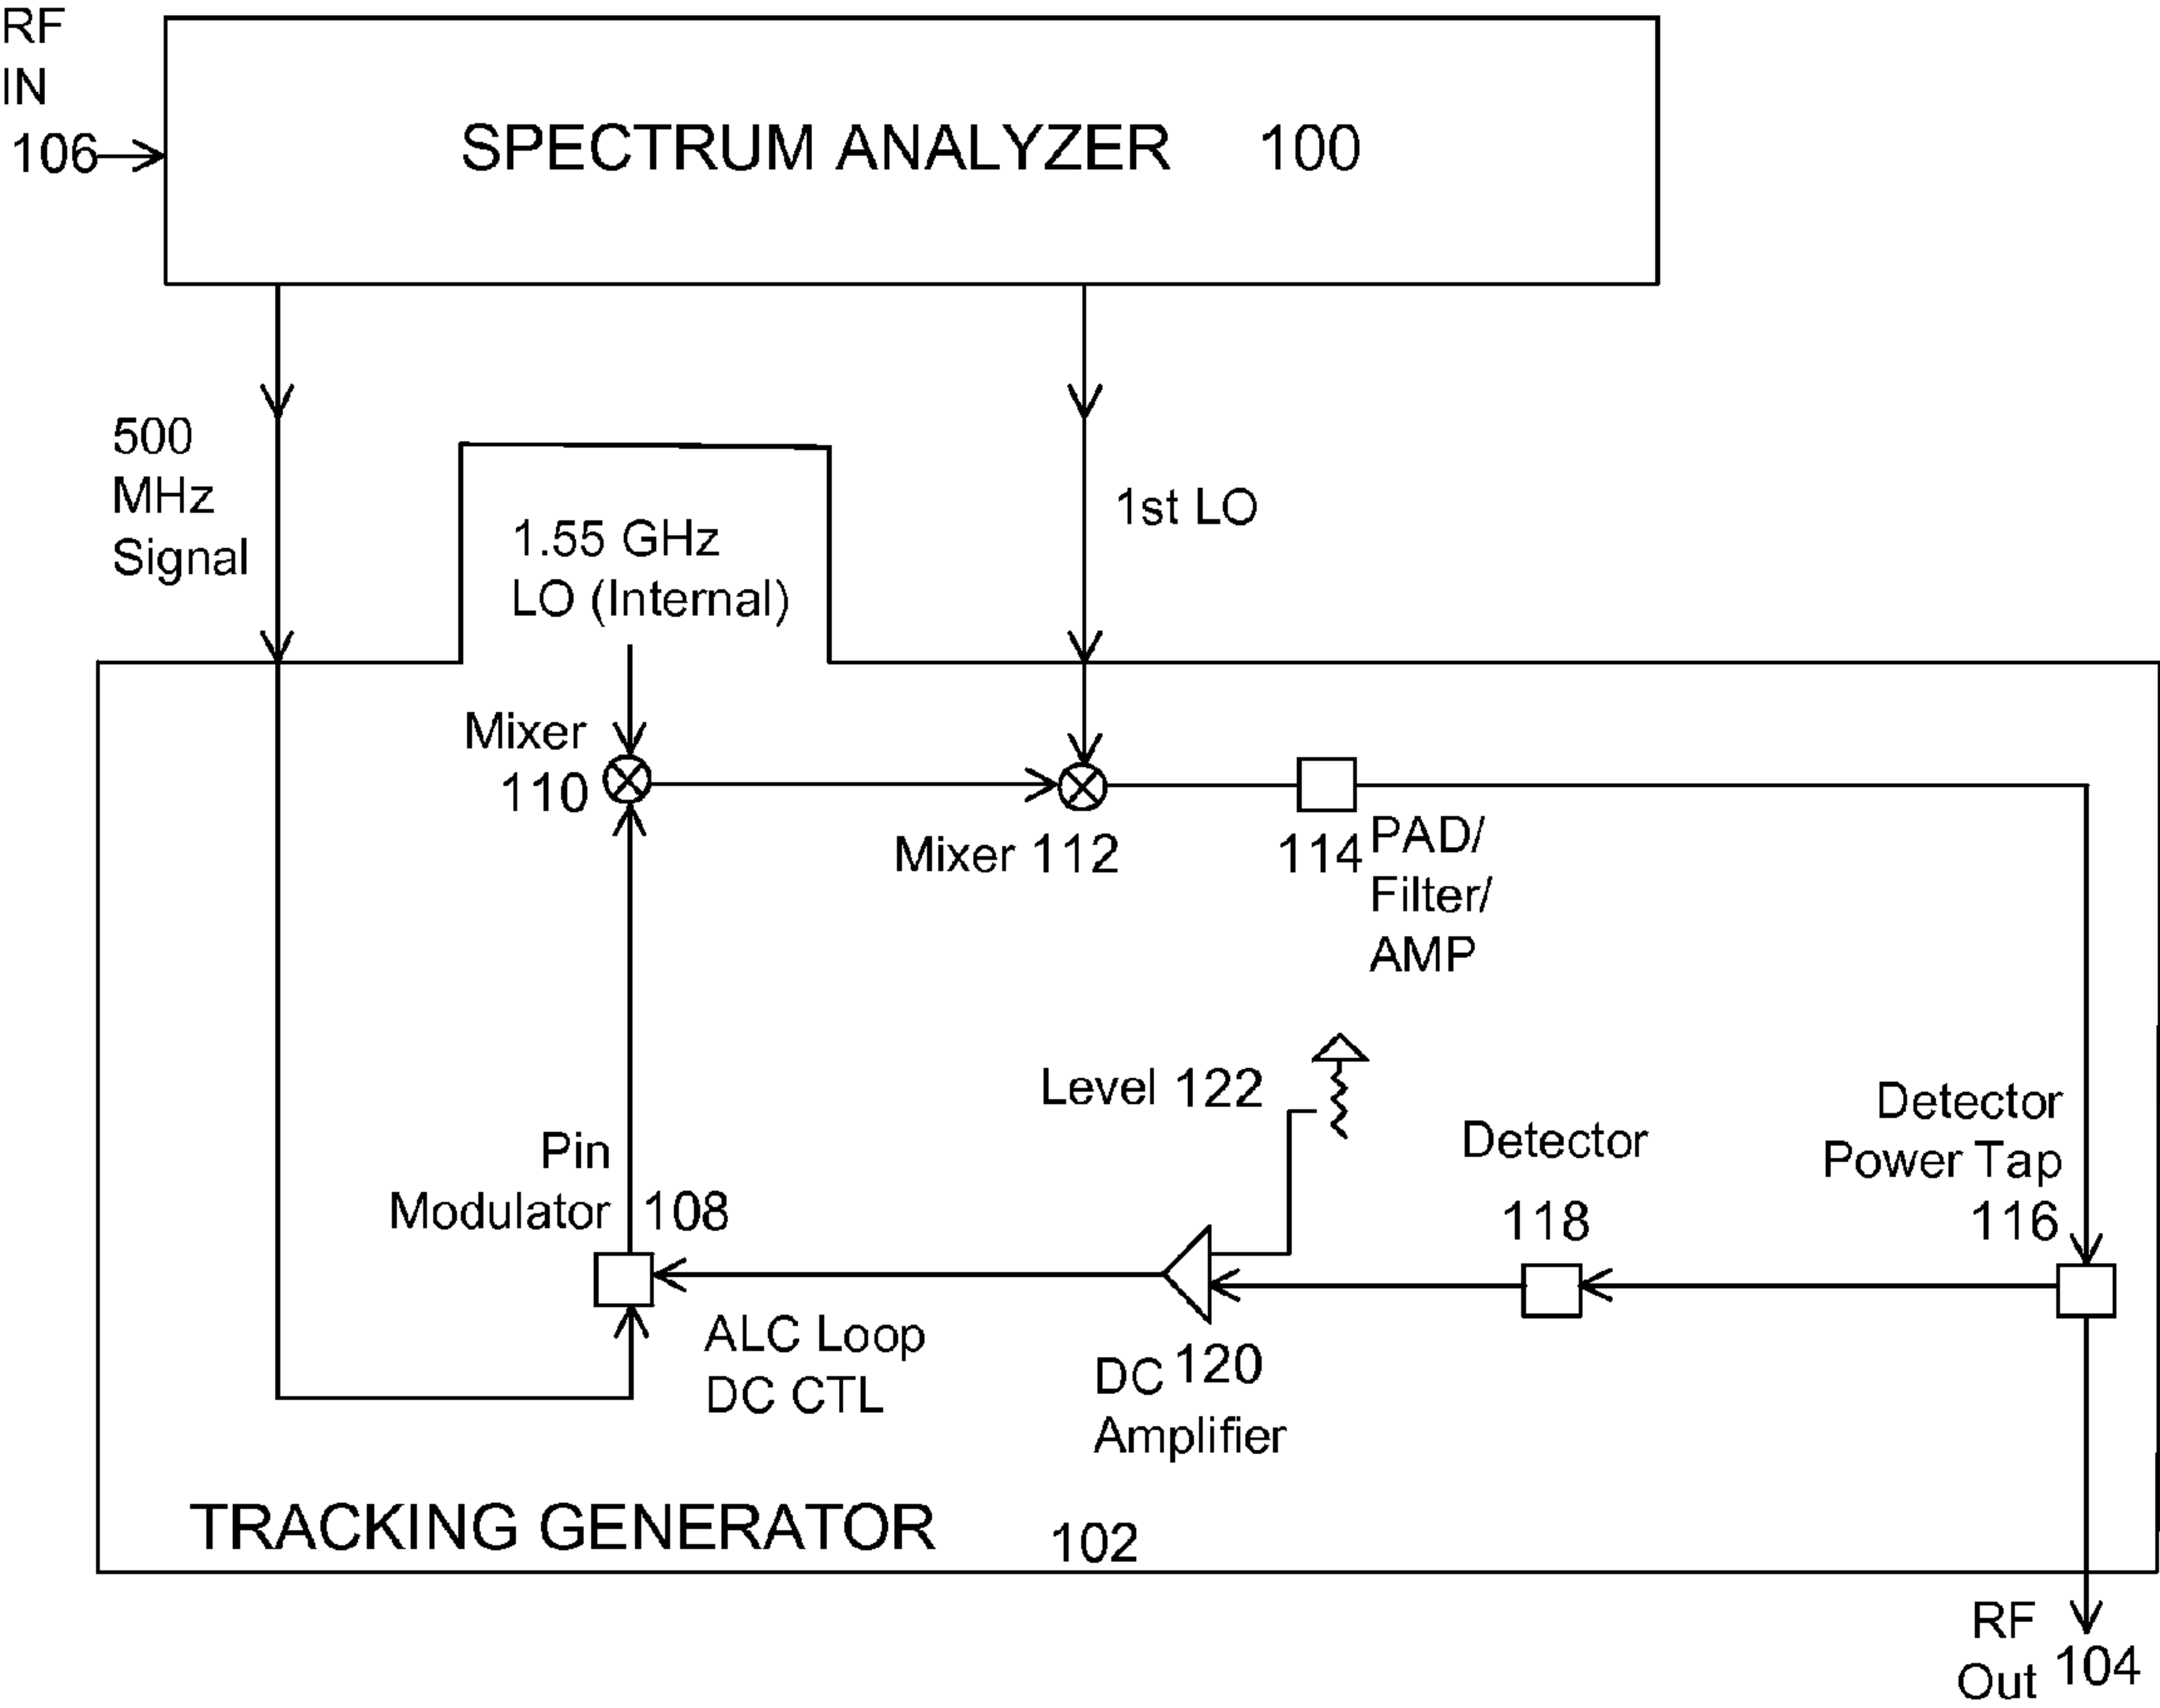 RF
IN
106
SPECTRUM ANALYZER 100
500
MHz
Signal
1st LO
1.55 GHz
LO (Internal)
Mixer
110
Mixer 112
114 PAD/
Filter/
AMP
Level 122
Detector
118
Detector
Power Tap
116
Pin
Modulator 108
ALC Loop
DC CTL
DC 120
Amplifier
TRACKING GENERATOR 102
RF
Out 104